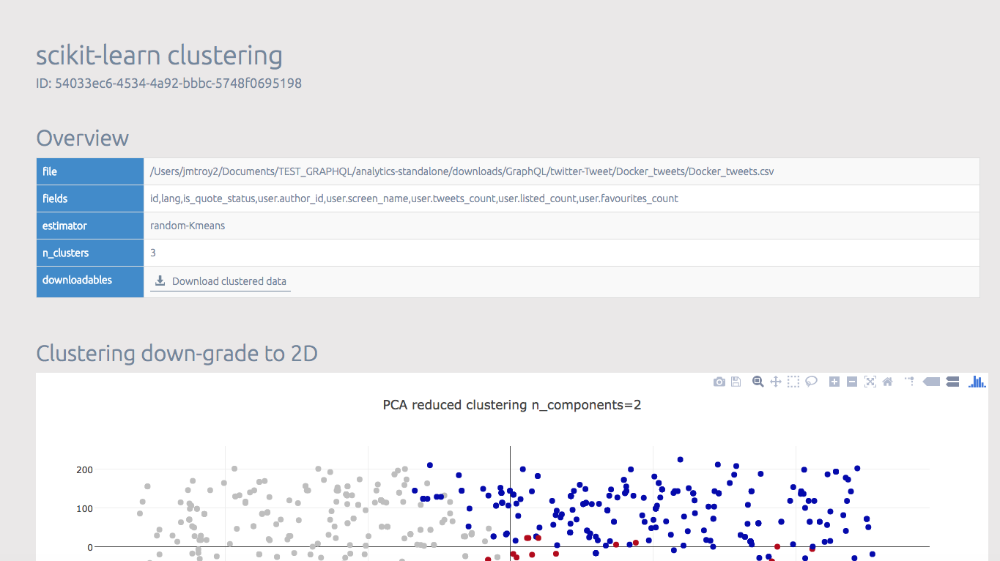 scikit-learn clustering
ID: 54033ec6-4534-4a92-bbbc-5748f0695198
Overview
file /Users/jmtroy2/Documents/TEST_GRAPHQL/analytics-standalone/downloads/GraphQL/twitter-Tweet/Docker_tweets/Docker_tweets.csv
fields id,lang,is_quote_status,user.author_id,user.screen_name,user.tweets_count,user.listed_count,user.favourites_count
estimator random-Kmeans
n_clusters 3
downloadables Download clustered data
Clustering down-grade to 2D
PCA reduced clustering n_components=2
200
100
0